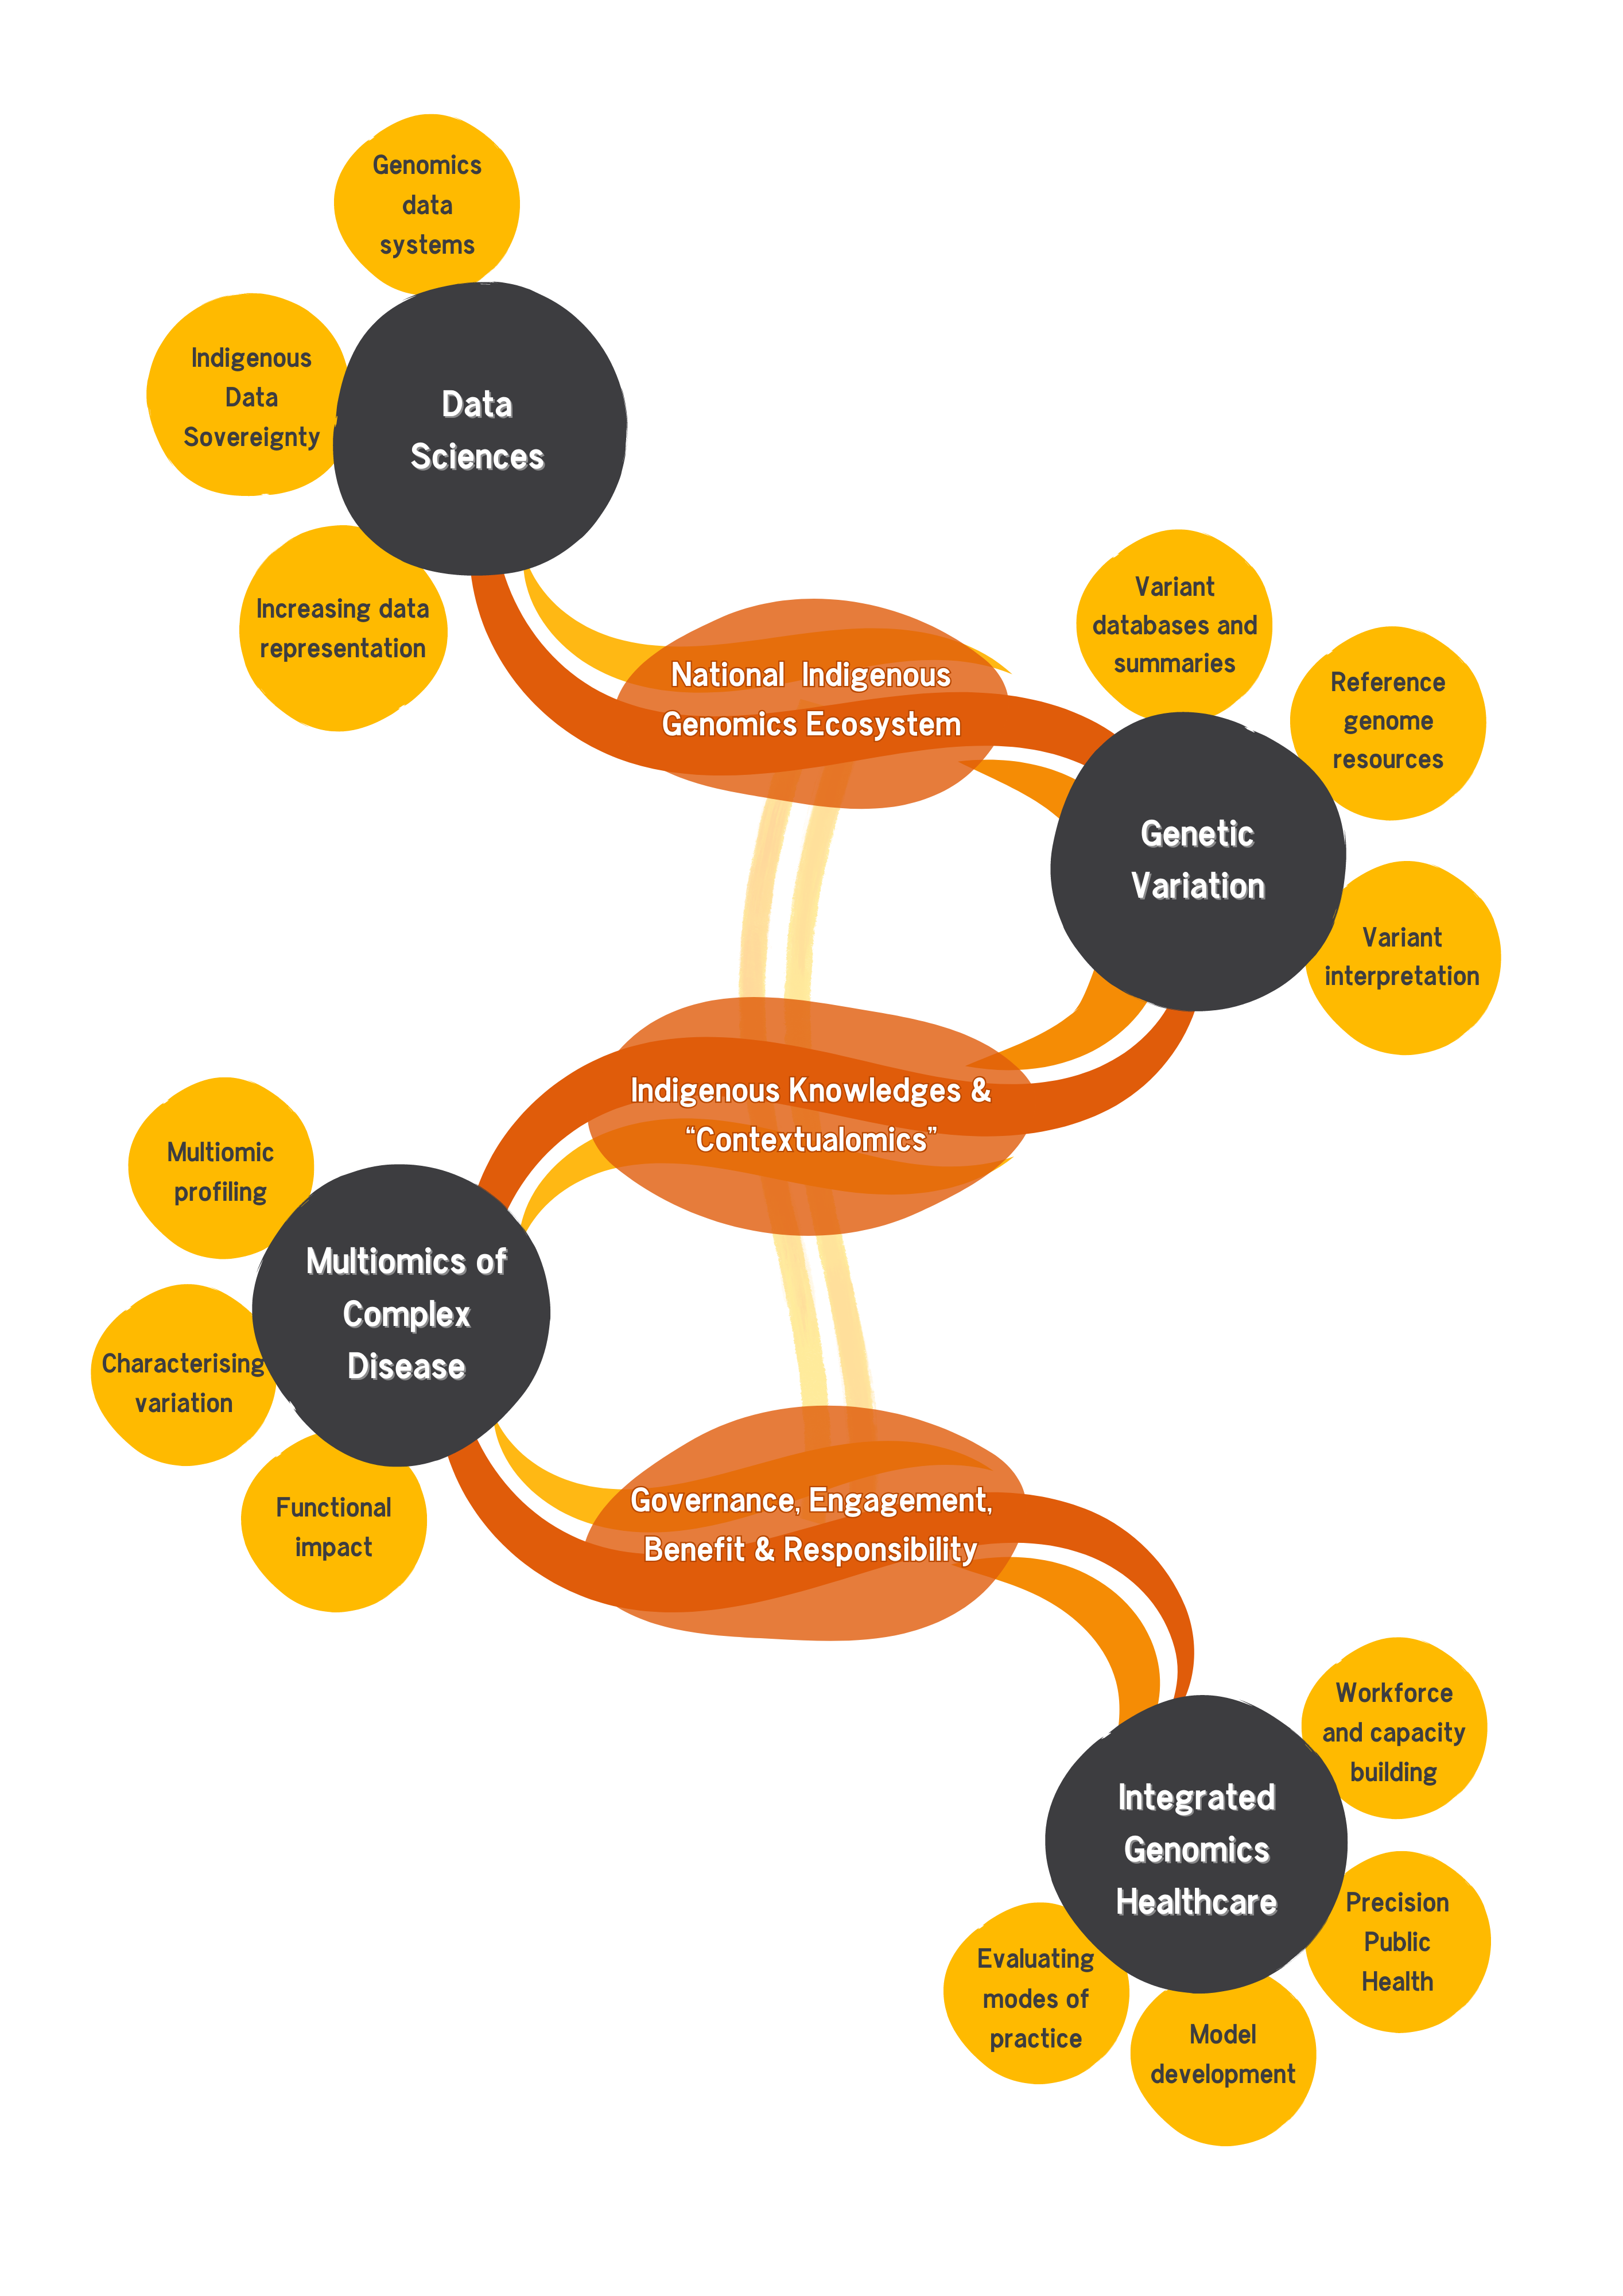 Genomics
data
systems
Indigenous
Data
Sovereignty
Data
Sciences
Increasing data
representation
National  Indigenous
Genomics Ecosystem
Variant
databases and
summaries
Reference
genome
resources
Genetic
Variation
Variant
interpretation
Indigenous Knowledges &
“Contextualomics”
Multiomic
profiling
Multiomics of
Complex
Disease
Characterising
variation
Functional
impact
Governance, Engagement,
Benefit & Responsibility
Workforce
and capacity
building
Integrated
Genomics
Healthcare
Precision
Public
Health
Evaluating
modes of
practice
Model
development